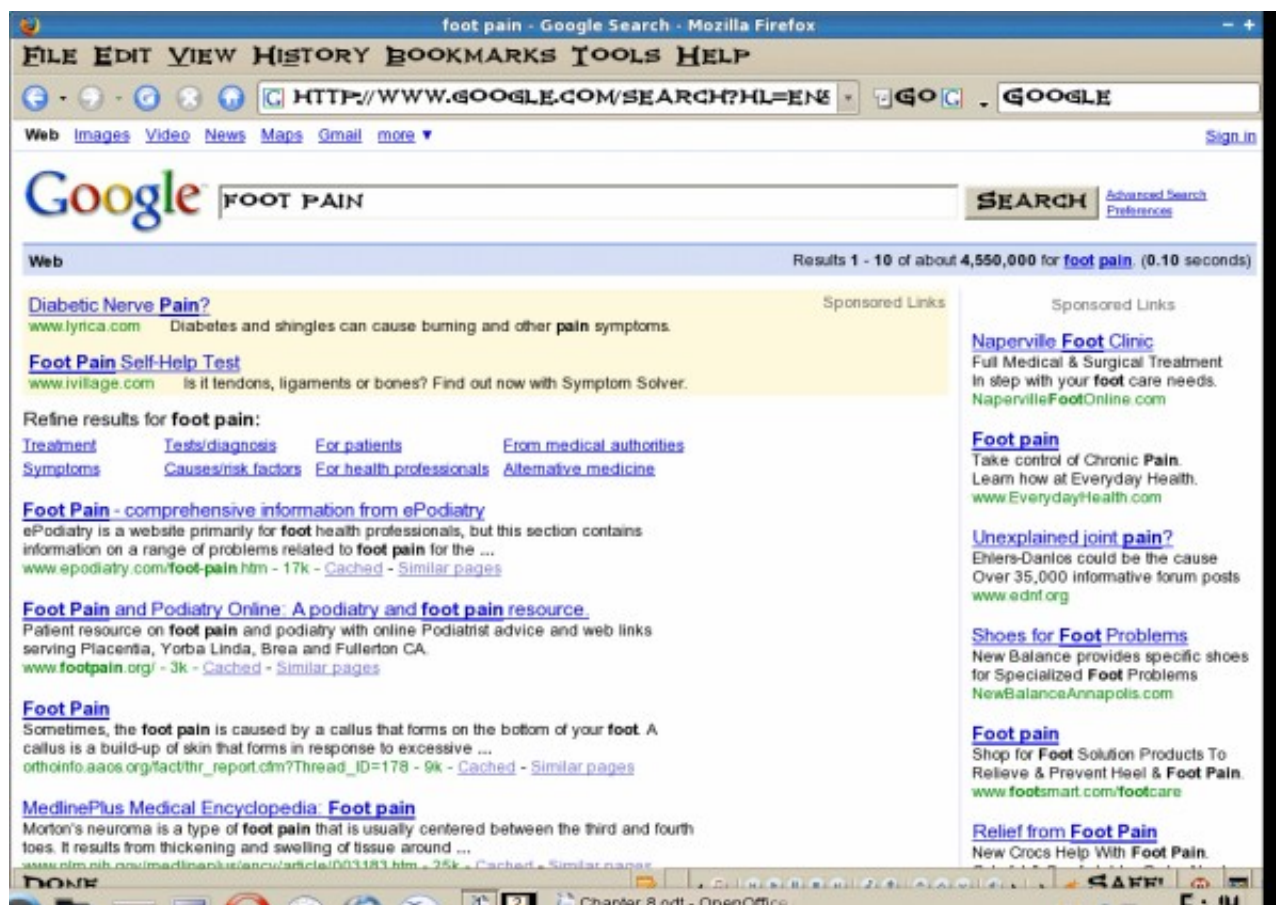 foot pain - Google Search - Mozilla Firefox
FILE EDIT VIEW HISTORY BOOKMARKS TOOLS HELP
HTTP://WWW.GOOGLE.COM/SEARCH?HL=EN& GO GOOGLE
Web Images Video News Maps Gmail more ▼ Sign in
Google FOOT PAIN SEARCH Advanced Search
Preferences
Web Results 1 - 10 of about 4,550,000 for foot pain. (0.10 seconds)
Sponsored Links
Diabetic Nerve Pain?
www.lyrica.com Diabetes and shingles can cause burning and other pain symptoms.
Foot Pain Self-Help Test
www.ivillage.com Is it tendons, ligaments or bones? Find out now with Symptom Solver.
Refine results for foot pain:
Treatment Tests/diagnosis For patients From medical authorities
Symptoms Causes/risk factors For health professionals Alternative medicine
Foot Pain - comprehensive information from ePodiatry
ePodiatry is a website primarily for foot health professionals, but this section contains
information on a range of problems related to foot pain for the ...
www.epodiatry.com/foot-pain.htm - 17k - Cached - Similar pages
Foot Pain and Podiatry Online: A podiatry and foot pain resource.
Patient resource on foot pain and podiatry with online Podiatrist advice and web links
serving Placentia, Yorba Linda, Brea and Fullerton CA.
www.footpain.org/ - 3k - Cached - Similar pages
Foot Pain
Sometimes, the foot pain is caused by a callus that forms on the bottom of your foot. A
callus is a build-up of skin that forms in response to excessive ...
orthoinfo.aaos.org/fact/thr_report.cfm?Thread_ID=178 - 9k - Cached - Similar pages
MedlinePlus Medical Encyclopedia: Foot pain
Morton's neuroma is a type of foot pain that is usually centered between the third and fourth
toes. It results from thickening and swelling of tissue around ...
www.nlm.nih.gov/medlineplus/ency/article/003183.htm - 25k - Cached - Similar pages
Sponsored Links
Naperville Foot Clinic
Full Medical & Surgical Treatment
In step with your foot care needs.
NapervilleFootOnline.com
Foot pain
Take control of Chronic Pain.
Learn how at Everyday Health.
www.EverydayHealth.com
Unexplained joint pain?
Ehlers-Danlos could be the cause
Over 35,000 informative forum posts
www.ednf.org
Shoes for Foot Problems
New Balance provides specific shoes
for Specialized Foot Problems
NewBalanceAnnapolis.com
Foot pain
Shop for Foot Solution Products To
Relieve & Prevent Heel & Foot Pain.
www.footsmart.com/footcare
Relief from Foot Pain
New Crocs Help With Foot Pain.
DONE SAFE!
Chapter 8.odt - OpenOffice